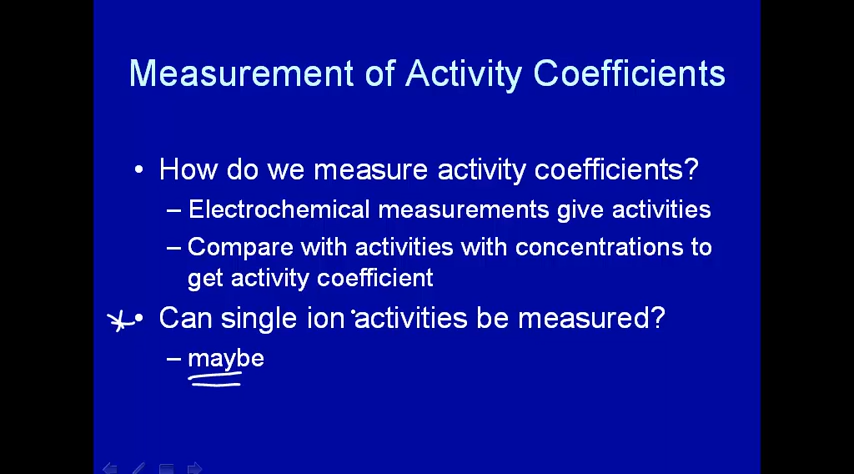 Measurement of Activity Coefficients
• How do we measure activity coefficients?
– Electrochemical measurements give activities
– Compare with activities with concentrations to
get activity coefficient
• Can single ion activities be measured?
– maybe